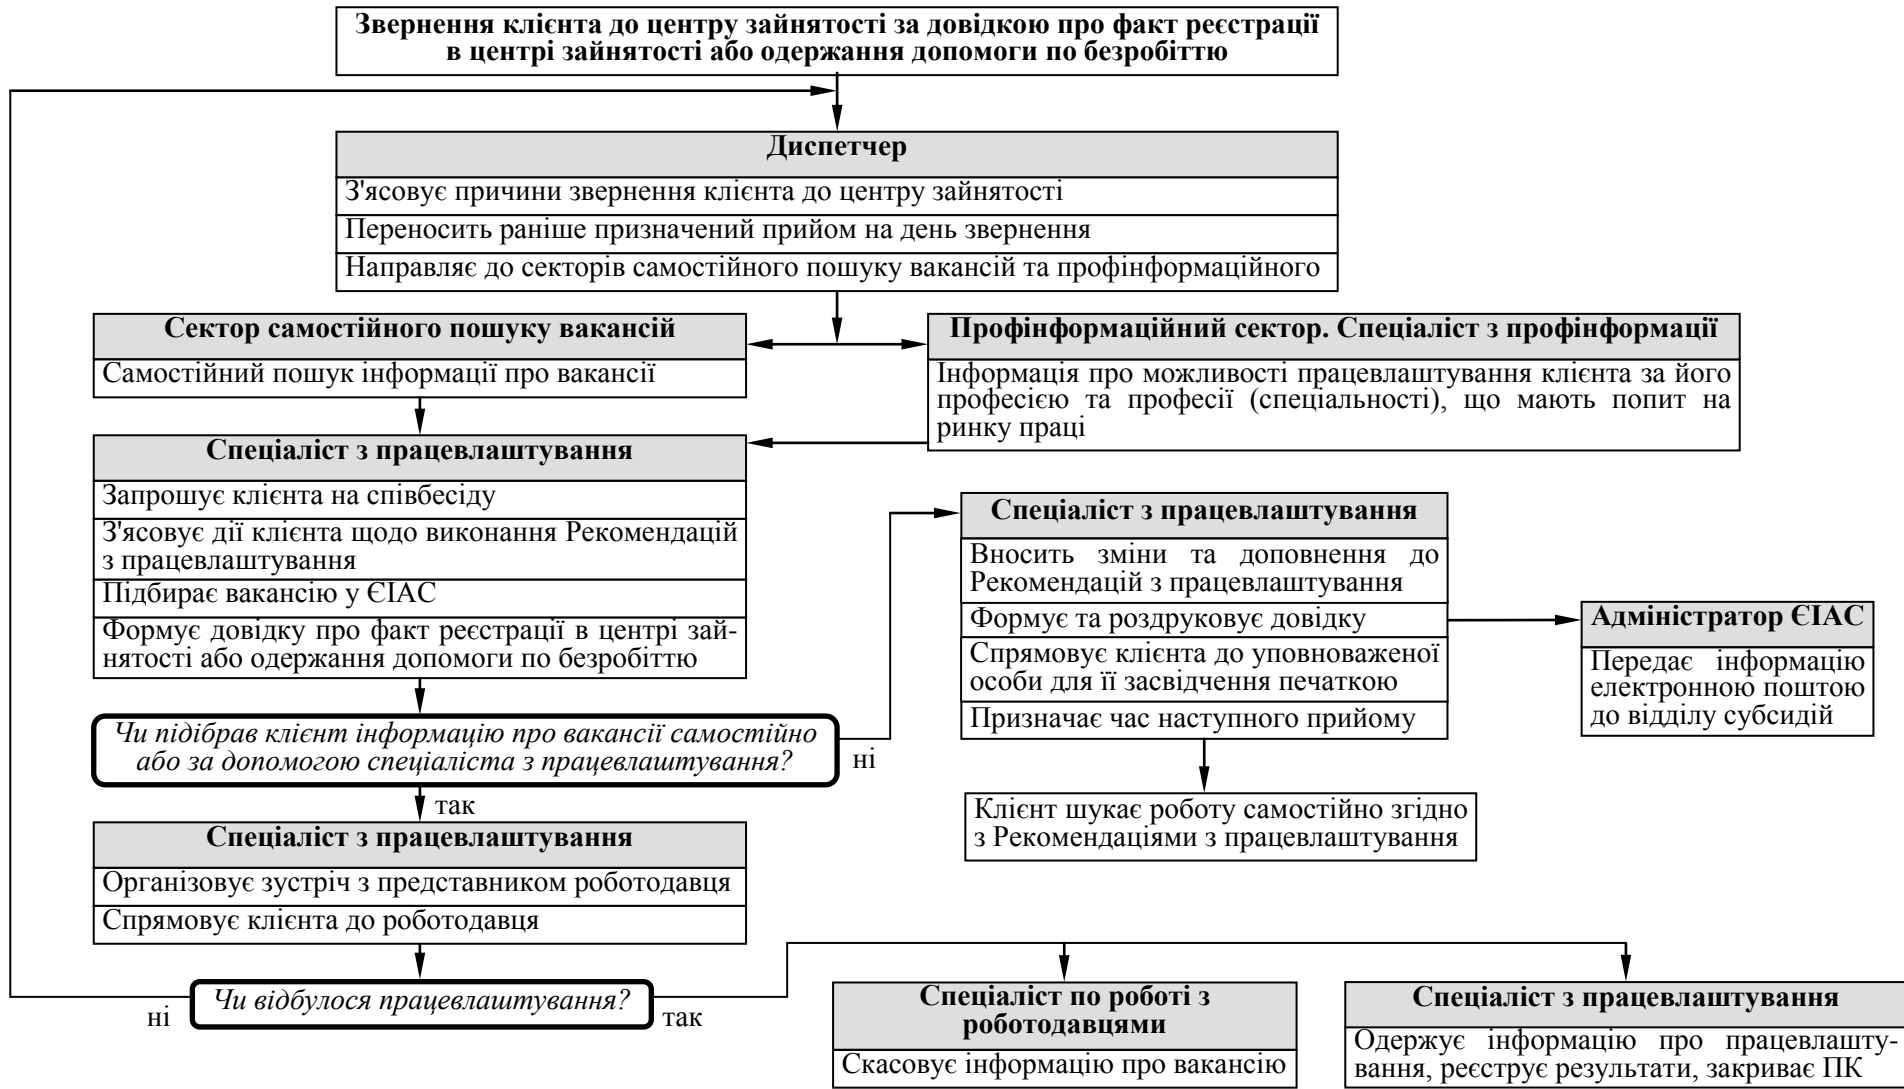 Звернення клієнта до центру зайнятості за довідкою про факт реєстрації
в центрі зайнятості або одержання допомоги по безробіттю
Диспетчер
З'ясовує причини звернення клієнта до центру зайнятості
Переносить раніше призначений прийом на день звернення
Направляє до секторів самостійного пошуку вакансій та профінформаційного
Сектор самостійного пошуку вакансій
Самостійний пошук інформації про вакансії
Профінформаційний сектор. Спеціаліст з профінформації
Інформація про можливості працевлаштування клієнта за його
професією та професії (спеціальності), що мають попит на
ринку праці
Спеціаліст з працевлаштування
Запрошує клієнта на співбесіду
З'ясовує дії клієнта щодо виконання Рекомендацій
з працевлаштування
Підбирає вакансію у ЄІАС
Формує довідку про факт реєстрації в центрі зай-
нятості або одержання допомоги по безробіттю
Спеціаліст з працевлаштування
Вносить зміни та доповнення до
Рекомендацій з працевлаштування
Формує та роздруковує довідку
Спрямовує клієнта до уповноваженої
особи для її засвідчення печаткою
Призначає час наступного прийому
Адміністратор ЄІАС
Передає інформацію
електронною поштою
до відділу субсидій
Чи підібрав клієнт інформацію про вакансії самостійно
або за допомогою спеціаліста з працевлаштування?
ні
так
Клієнт шукає роботу самостійно згідно
з Рекомендаціями з працевлаштування
Спеціаліст з працевлаштування
Організовує зустріч з представником роботодавця
Спрямовує клієнта до роботодавця
Чи відбулося працевлаштування?
ні
так
Спеціаліст по роботі з
роботодавцями
Скасовує інформацію про вакансію
Спеціаліст з працевлаштування
Одержує інформацію про працевлашту-
вання, реєструє результати, закриває ПК